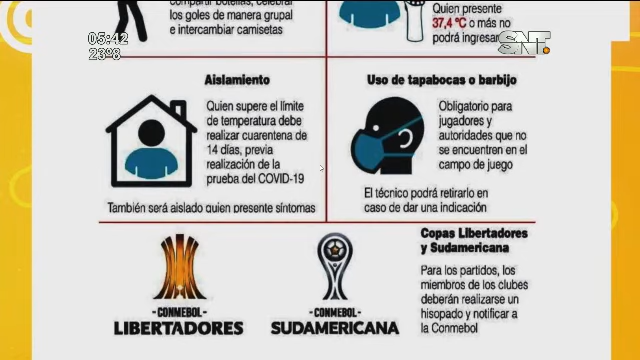 compartir botellas, celebrar
los goles de manera grupal
e intercambiar camisetas
Quien presente
37,4 °C o más no
podrá ingresar
05:42
23°8
SNT
Aislamiento
Quien supere el límite
de temperatura debe
realizar cuarentena de
14 días, previa
realización de la
prueba del COVID-19
También será aislado quien presente síntomas
Uso de tapabocas o barbijo
Obligatorio para
jugadores y
autoridades que no
se encuentren en el
campo de juego
El técnico podrá retirarlo en
caso de dar una indicación
-CONMEBOL-
LIBERTADORES
-CONMEBOL-
SUDAMERICANA
Copas Libertadores
y Sudamericana
Para los partidos, los
miembros de los clubes
deberán realizarse un
hisopado y notificar a
la Conmebol